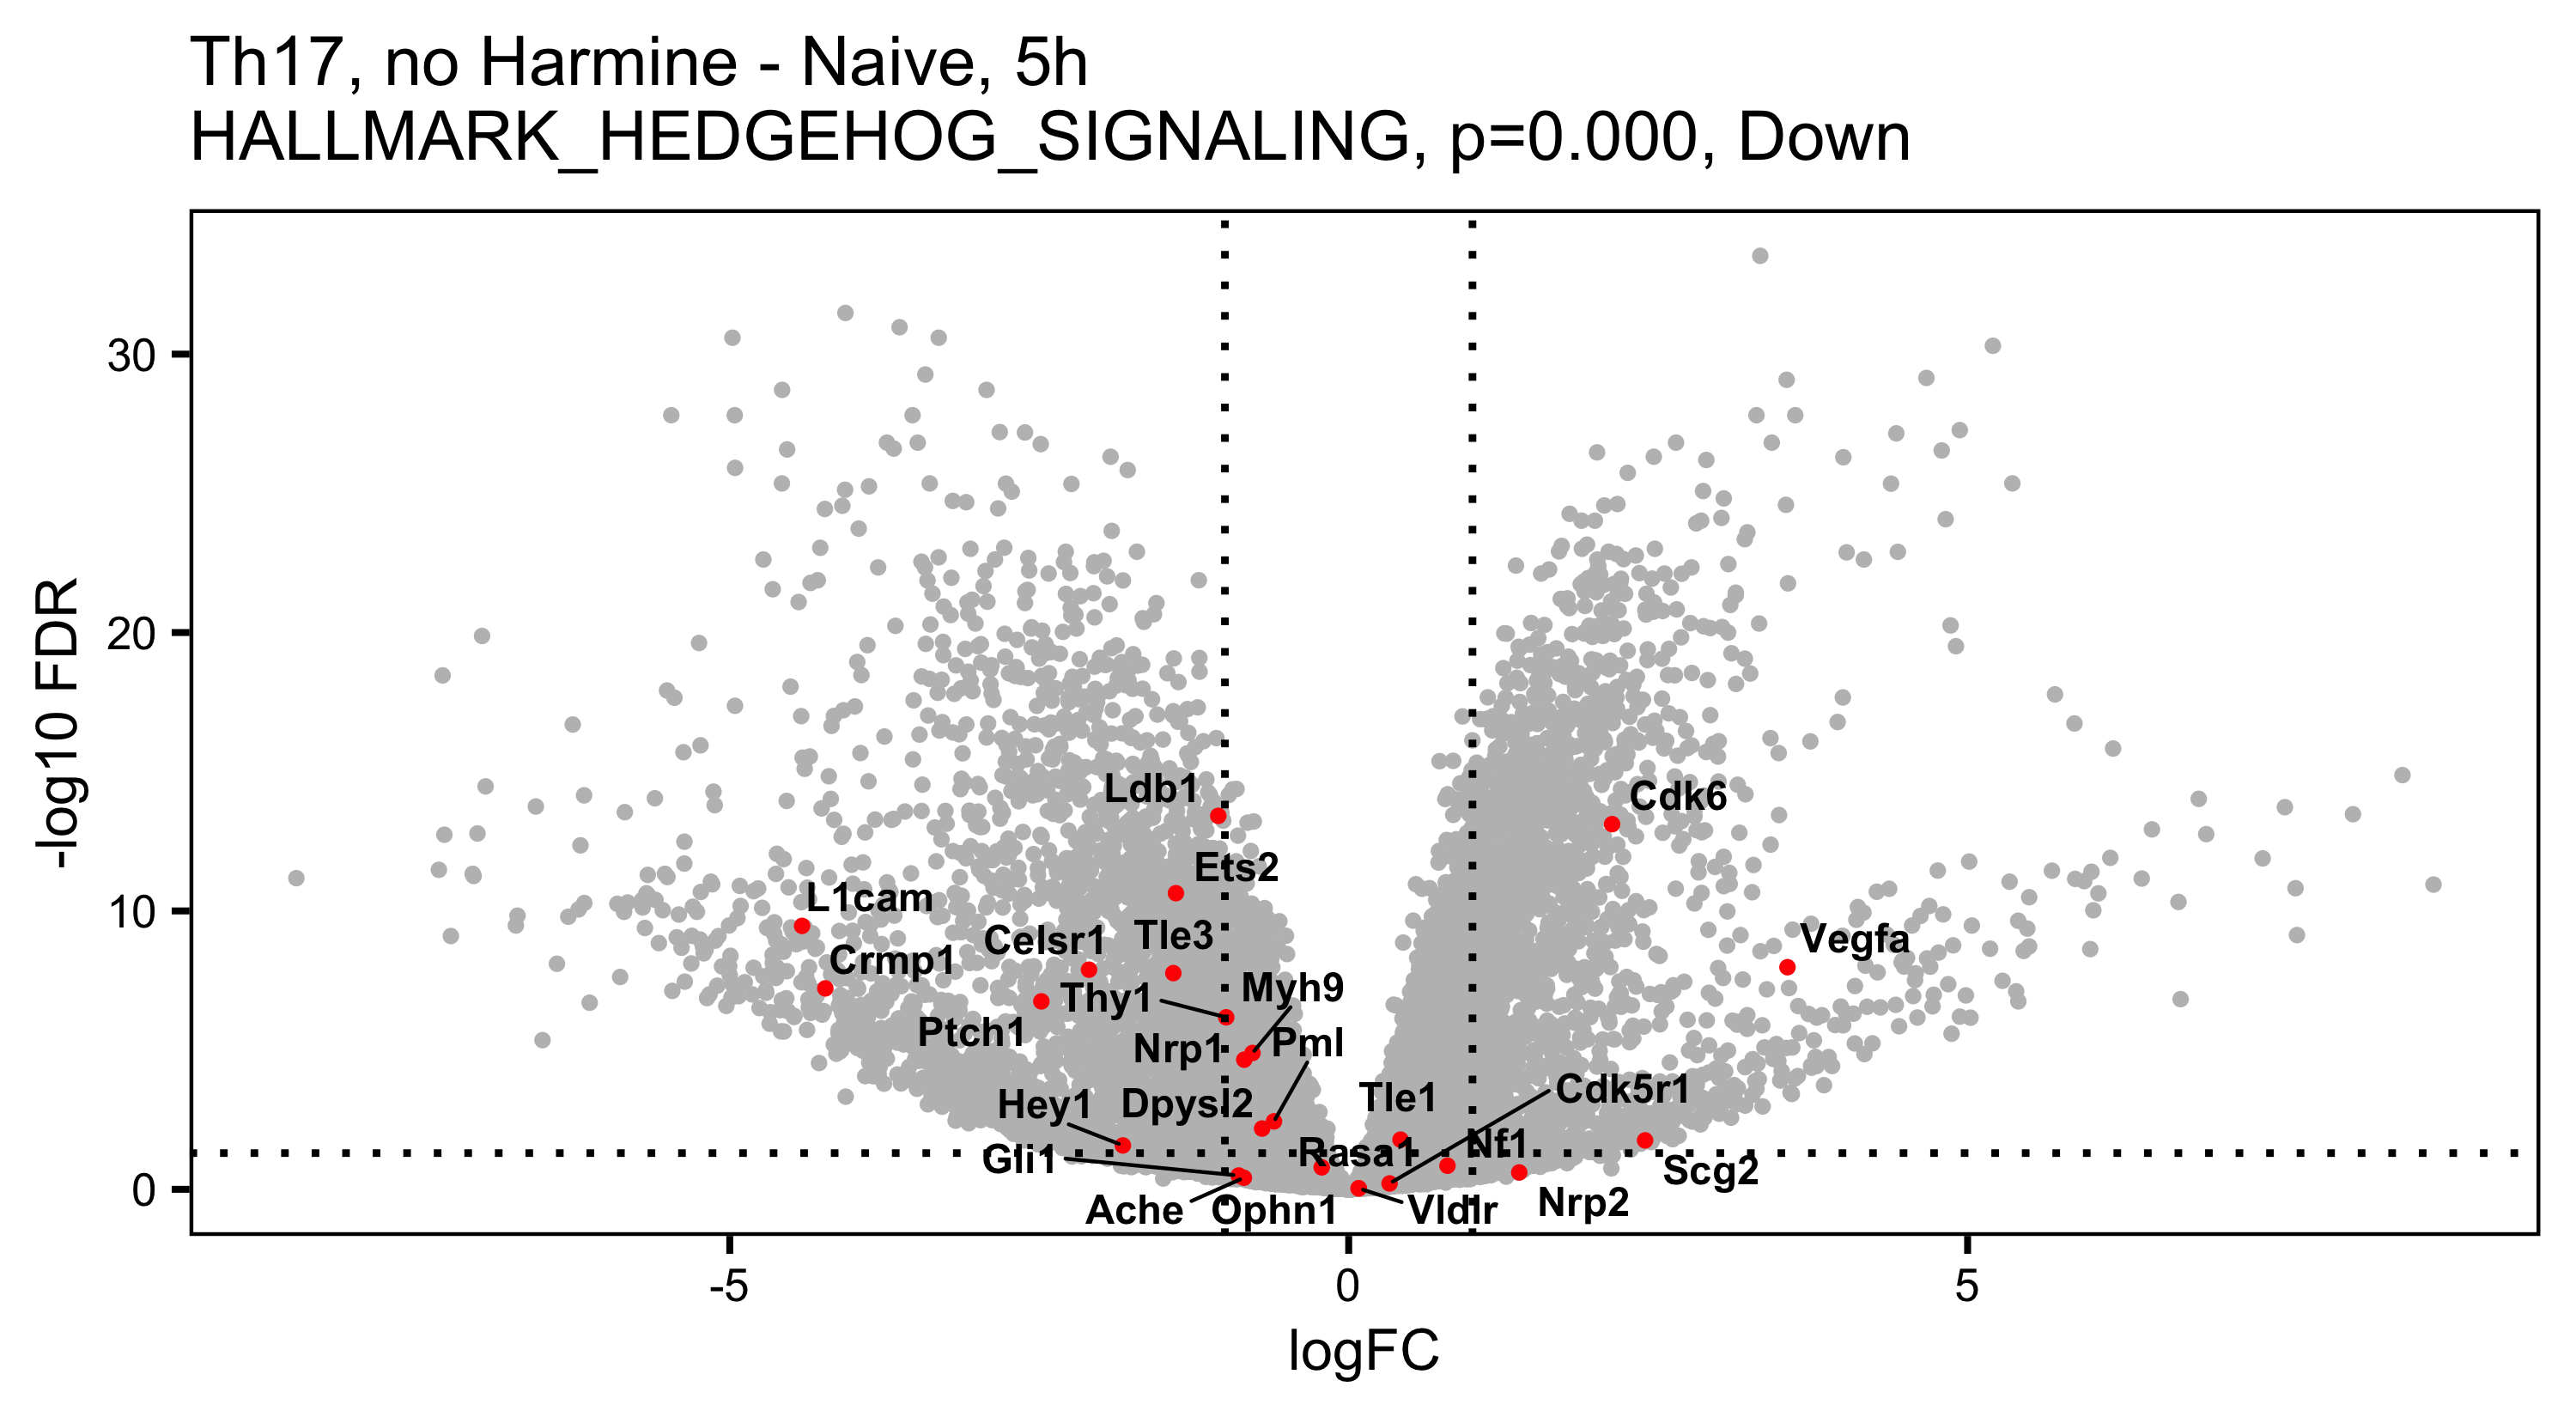 Th17, no Harmine - Naive, 5h
HALLMARK_HEDGEHOG_SIGNALING, p=0.000, Down
-log10 FDR
30
20
10
0
Ldb1
Cdk6
Ets2
L1cam
Celsr1
Tle3
Vegfa
Crmp1
Thy1
Myh9
Ptch1
Nrp1
Pml
Hey1
Dpysl2
Tle1
Cdk5r1
Gli1
Rasa1
Nf1
Scg2
Ache
Ophn1
Vldlr
Nrp2
-5
0
5
logFC